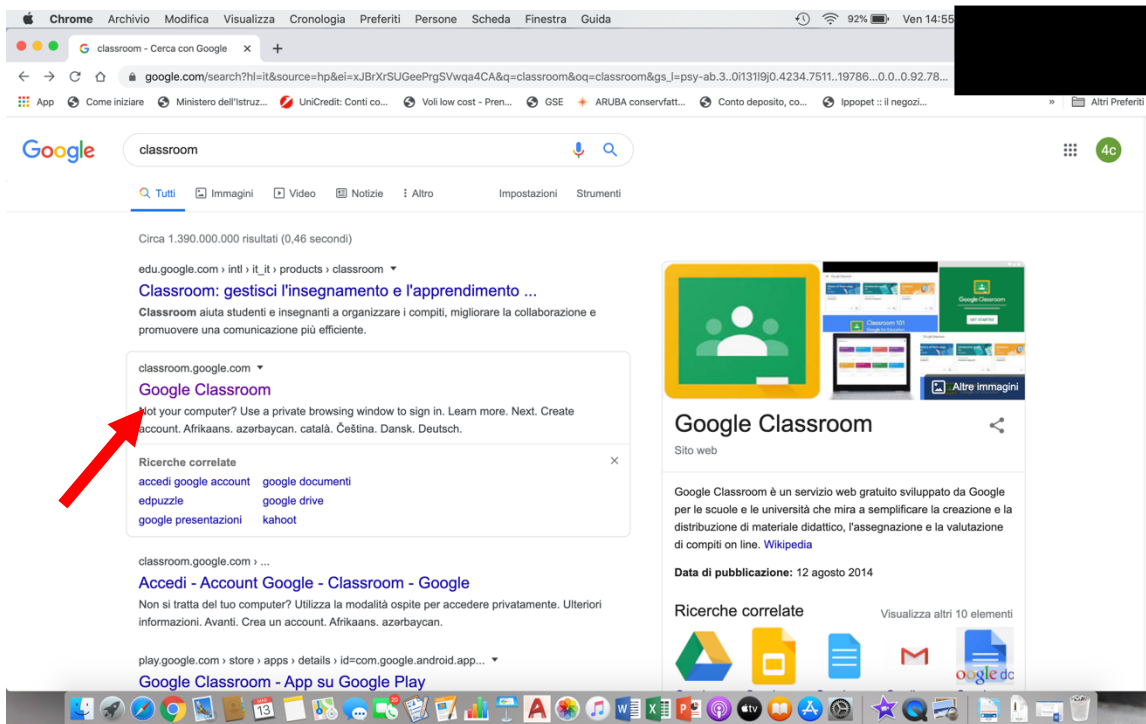 Chrome Archivio Modifica Visualizza Cronologia Preferiti Persone Scheda Finestra Guida 92% Ven 14:55
classroom - Cerca con Google
google.com/search?hl=it&source=hp&ei=xJBrXrSUGeePrgSVwqa4CA&q=classroom&oq=classroom&gs_l=psy-ab.3..0i131l9j0.4234.7511..19786...0.0..0.92.78...
App Come iniziare Ministero dell'Istruz... UniCredit: Conti co... Voli low cost - Pren... GSE ARUBA conservfatt... Conto deposito, co... Ippopet :: il negozi... » Altri Preferiti
Google classroom 4c
Tutti Immagini Video Notizie Altro Impostazioni Strumenti
Circa 1.390.000.000 risultati (0,46 secondi)
edu.google.com › intl › it_it › products › classroom
Classroom: gestisci l'insegnamento e l'apprendimento ...
Classroom aiuta studenti e insegnanti a organizzare i compiti, migliorare la collaborazione e
promuovere una comunicazione più efficiente.
classroom.google.com
Google Classroom
Not your computer? Use a private browsing window to sign in. Learn more. Next. Create
account. Afrikaans. azərbaycan. català. Čeština. Dansk. Deutsch.
Ricerche correlate
accedi google account google documenti
edpuzzle google drive
google presentazioni kahoot
classroom.google.com › ...
Accedi - Account Google - Classroom - Google
Non si tratta del tuo computer? Utilizza la modalità ospite per accedere privatamente. Ulteriori
informazioni. Avanti. Crea un account. Afrikaans. azərbaycan.
play.google.com › store › apps › details › id=com.google.android.app...
Google Classroom - App su Google Play
Google Classroom
GET STARTED
Classroom 101
Altre immagini
Google Classroom
Sito web
Google Classroom è un servizio web gratuito sviluppato da Google
per le scuole e le università che mira a semplificare la creazione e la
distribuzione di materiale didattico, l'assegnazione e la valutazione
di compiti on line. Wikipedia
Data di pubblicazione: 12 agosto 2014
Ricerche correlate Visualizza altri 10 elementi
oogle dc
13
20
tv